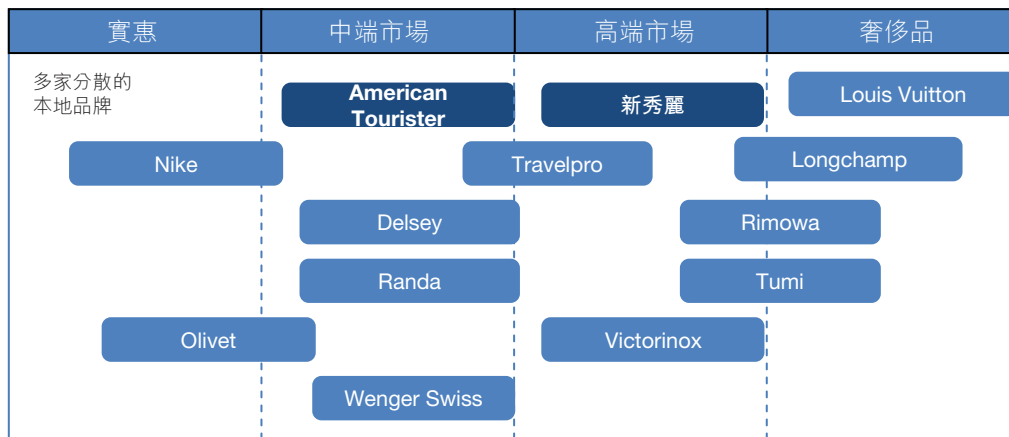 實惠
中端市場
高端市場
奢侈品
多家分散的
本地品牌
American
Tourister
新秀麗
Louis Vuitton
Nike
Travelpro
Longchamp
Delsey
Rimowa
Randa
Tumi
Olivet
Victorinox
Wenger Swiss